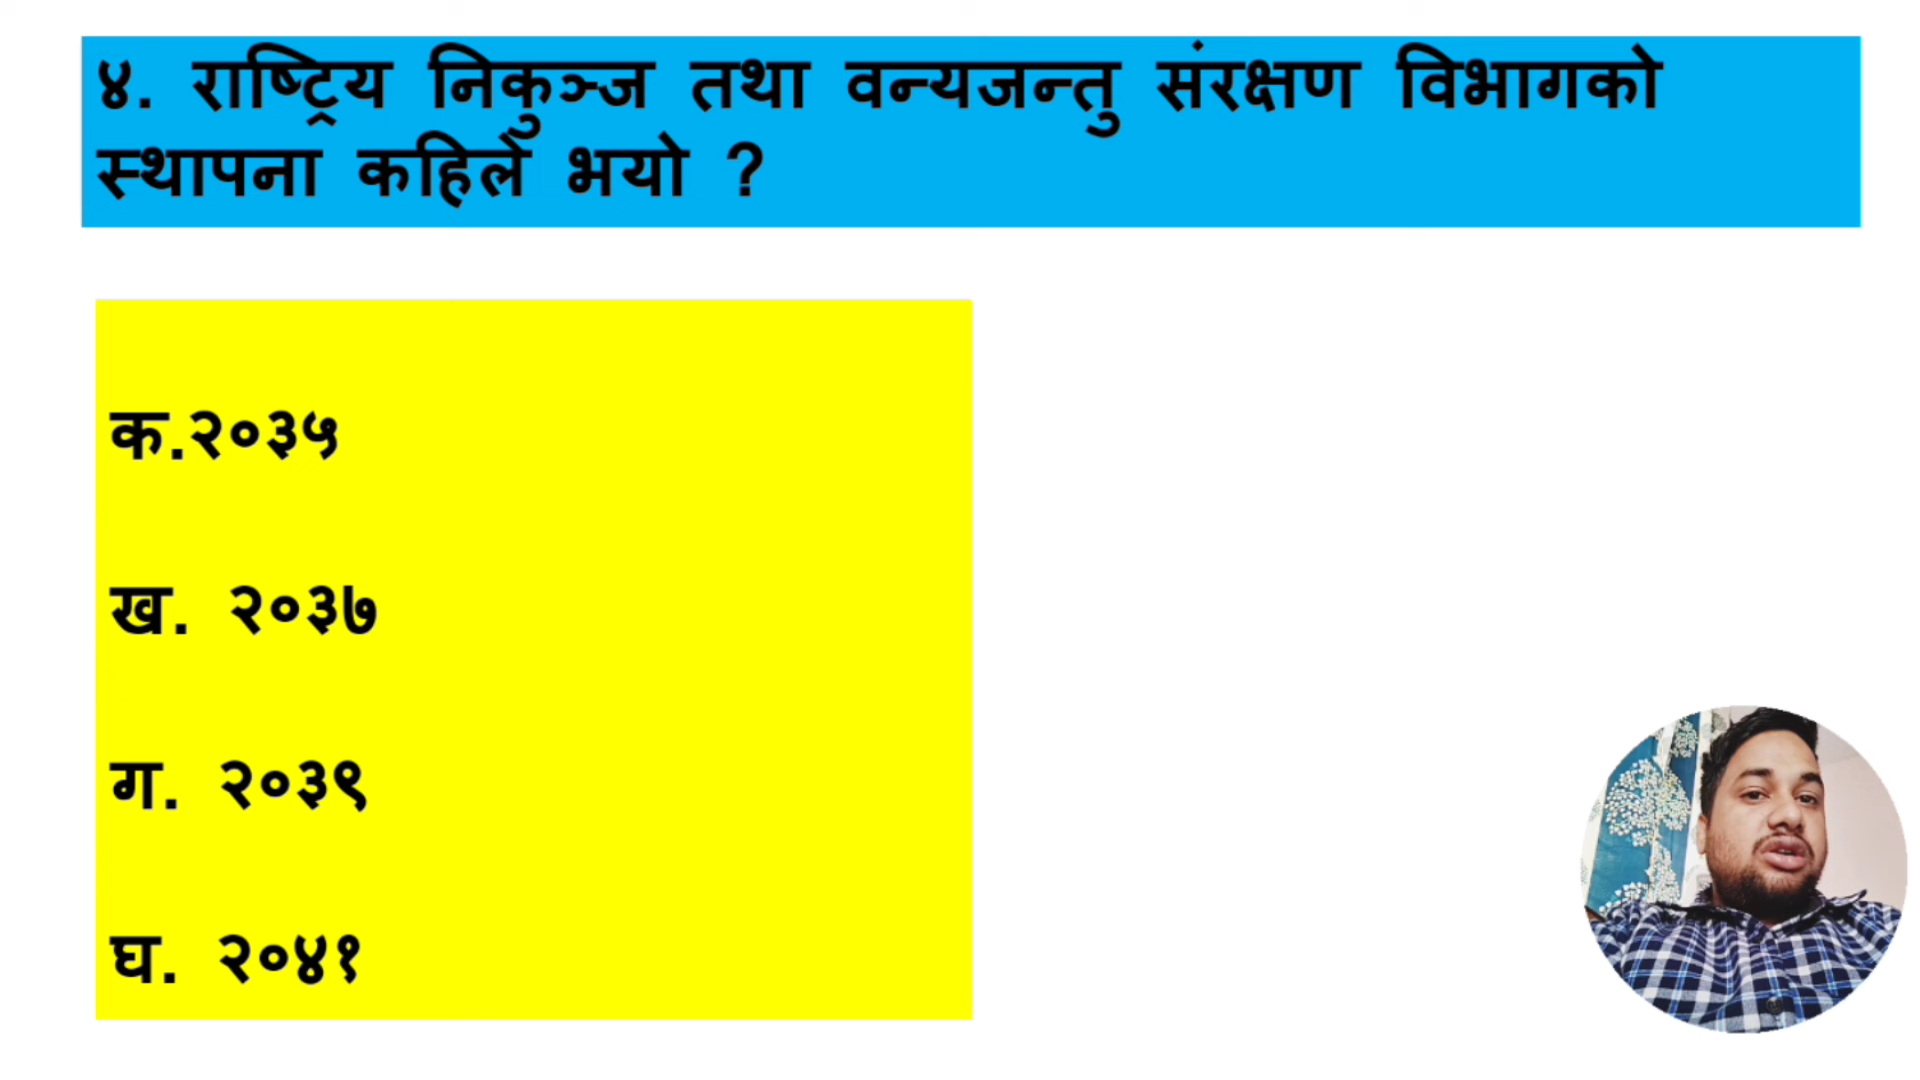 ४. राष्ट्रिय निकुञ्ज तथा वन्यजन्तु संरक्षण विभागको
स्थापना कहिले भयो ?
क.२०३५
ख. २०३७
ग. २०३९
घ. २०४१